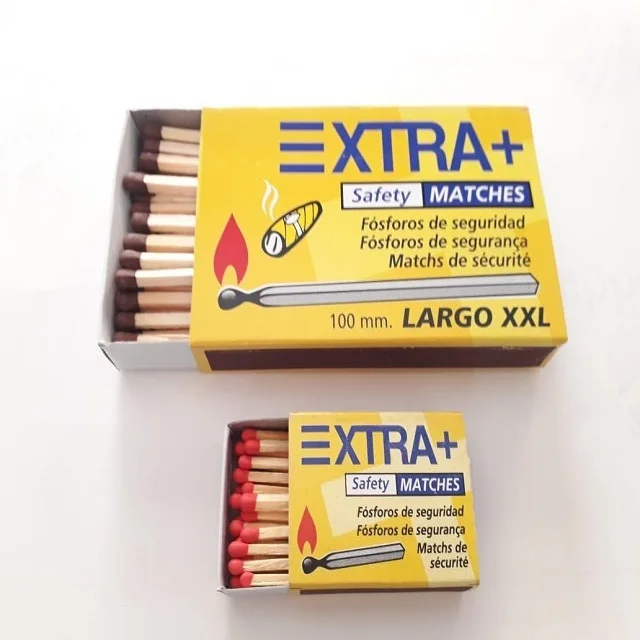 EXTRA+
Safety MATCHES
Fósforos de seguridad
Fósforos de segurança
Matchs de sécurité
100 mm. LARGO XXL
EXTRA+
Safety MATCHES
Fósforos de seguridad
Fósforos de segurança
Matchs de
sécurité